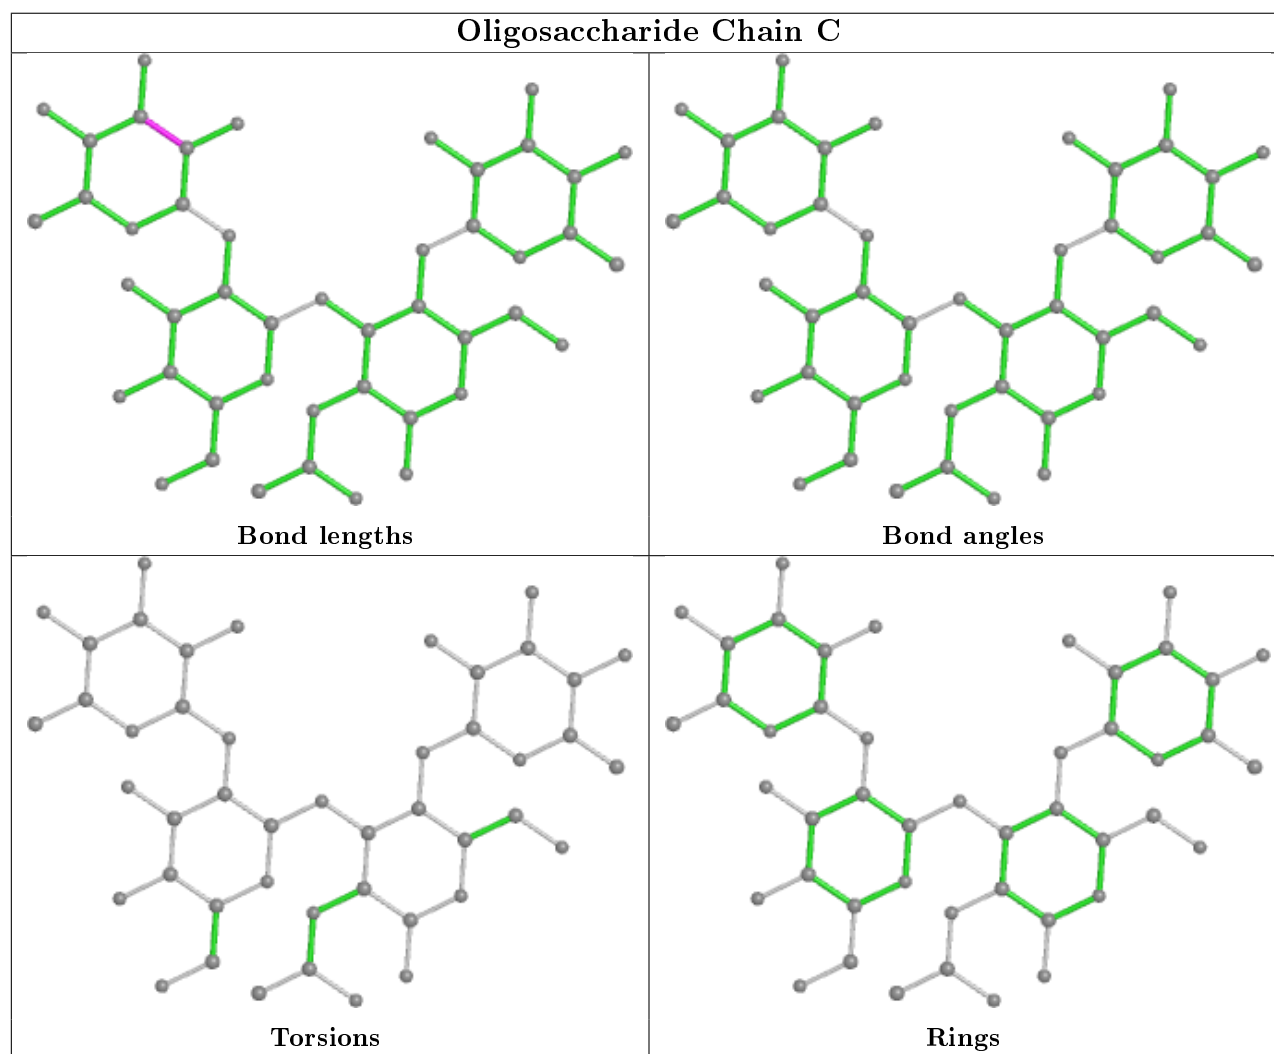 Oligosaccharide Chain C
Bond lengths
Bond angles
Torsions
Rings